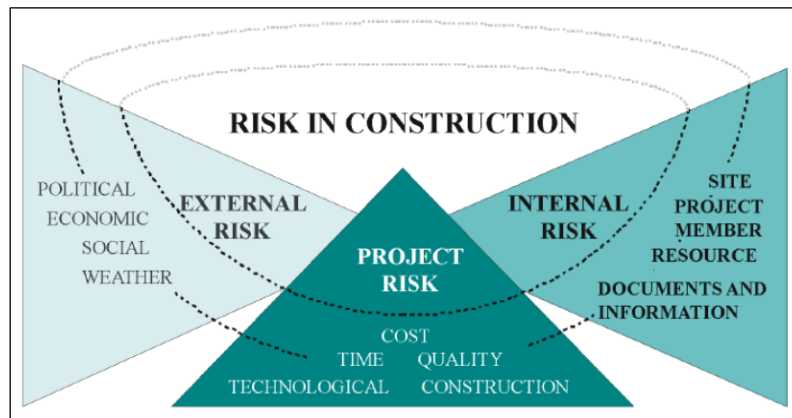 RISK IN CONSTRUCTION
POLITICAL
ECONOMIC
SOCIAL
WEATHER
EXTERNAL
RISK
PROJECT
RISK
COST
TIME QUALITY
TECHNOLOGICAL CONSTRUCTION
INTERNAL
RISK
SITE
PROJECT
MEMBER
RESOURCE
DOCUMENTS AND
INFORMATION